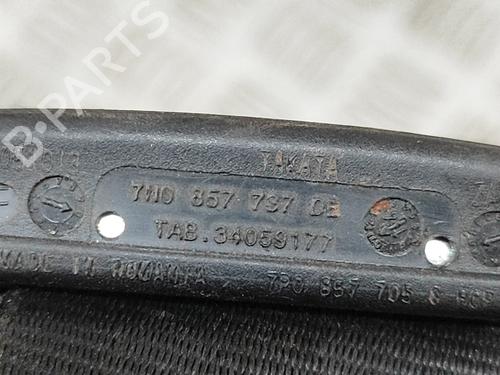 B-PARTS
TAKATA
7N0 857 737 DE
TAB.34059177
MADE IN ROMANIA 7P0 857 705